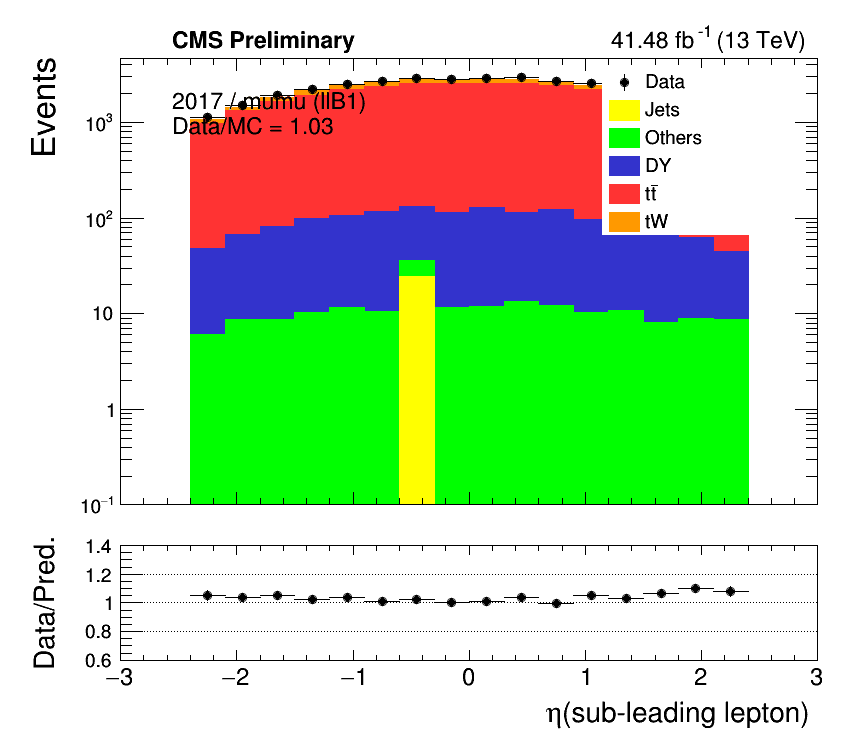 CMS Preliminary
41.48 fb⁻¹ (13 TeV)
Events
2017 / mumu (llB1)
Data/MC = 1.03
Data
Jets
Others
DY
tt̄
tW
10³
10²
10
1
10⁻¹
Data/Pred.
1.4
1.2
1
0.8
0.6
−3 −2 −1 0 1 2 3
η(sub-leading lepton)